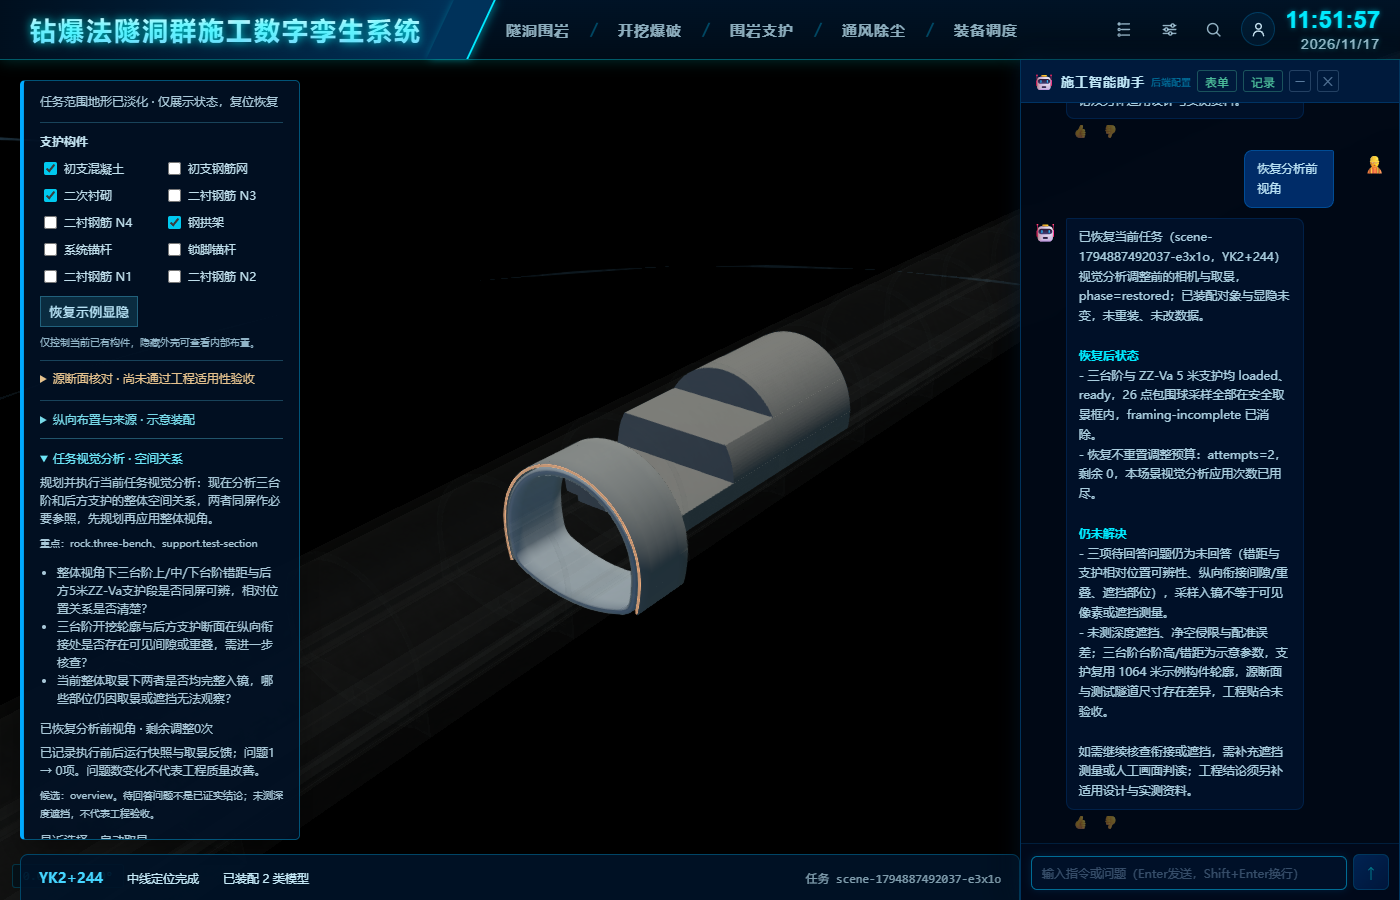 钻爆法隧洞群施工数字孪生系统
隧洞围岩 / 开挖爆破 / 围岩支护 / 通风除尘 / 装备调度
11:51:57
2026/11/17
任务范围地形已淡化 · 仅展示状态，复位恢复
支护构件
初支混凝土 初支钢筋网
二次衬砌 二衬钢筋 N3
二衬钢筋 N4 钢拱架
系统锚杆 锁脚锚杆
二衬钢筋 N1 二衬钢筋 N2
恢复示例显隐
仅控制当前已有构件，隐藏外壳可查看内部布置。
源断面核对 · 尚未通过工程适用性验收
纵向布置与来源 · 示意装配
任务视觉分析 · 空间关系
规划并执行当前任务视觉分析：现在分析三台
阶和后方支护的整体空间关系，两者同屏作必
要参照，先规划再应用整体视角。
重点：rock.three-bench、support.test-section
• 整体视角下三台阶上/中/下台阶错距与后
方5米ZZ-Va支护段是否同屏可辨，相对位
置关系是否清楚？
• 三台阶开挖轮廓与后方支护断面在纵向衔
接处是否存在可见间隙或重叠，需进一步
核查？
• 当前整体取景下两者是否均完整入镜，哪
些部位仍因取景或遮挡无法观察？
已恢复分析前视角 · 剩余调整0次
已记录执行前后运行快照与取景反馈；问题1
→ 0项。问题数变化不代表工程质量改善。
候选：overview。待回答问题不是已证实结论；未测深
度遮挡，不代表工程验收。
YK2+244 中线定位完成 已装配 2 类模型
任务 scene-1794887492037-e3x1o
施工智能助手 后端配置 表单 记录
恢复分析前
视角
已恢复当前任务（scene-
1794887492037-e3x1o，YK2+244）
视觉分析调整前的相机与取景，
phase=restored；已装配对象与显隐未
变，未重装、未改数据。
恢复后状态
- 三台阶与 ZZ-Va 5 米支护均 loaded、
ready，26 点包围球采样全部在安全取
景框内，framing-incomplete 已消
除。
- 恢复不重置调整预算：attempts=2，
剩余 0，本场景视觉分析应用次数已用
尽。
仍未解决
- 三项待回答问题仍为未回答（错距与
支护相对位置可辨性、纵向衔接间隙/重
叠、遮挡部位），采样入镜不等于可见
像素或遮挡测量。
- 未测深度遮挡、净空侵限与配准误
差；三台阶台阶高/错距为示意参数，支
护复用 1064 米示例构件轮廓，源断面
与测试隧道尺寸存在差异，工程贴合未
验收。
如需继续核查衔接或遮挡，需补充遮挡
测量或人工画面判读；工程结论须另补
适用设计与实测资料。
输入指令或问题（Enter发送，Shift+Enter换行）